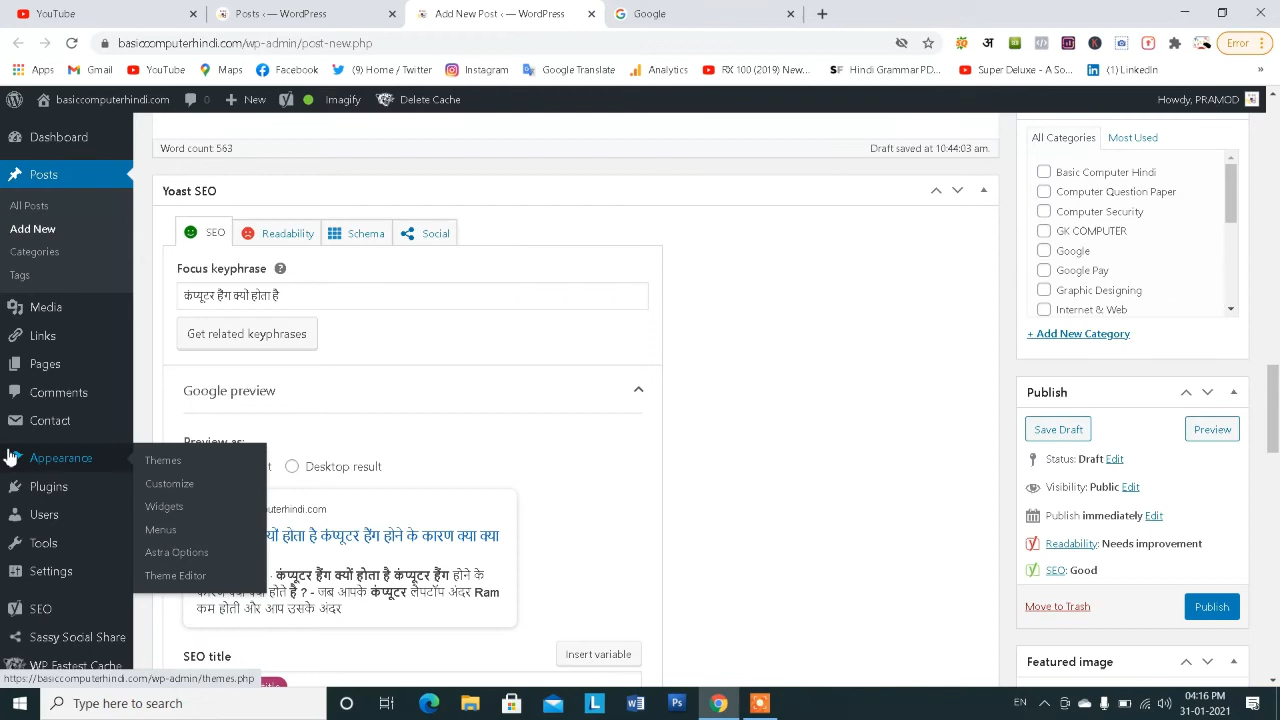 YouTube
Posts ‹ — WordPress
Add New Post ‹ — WordPress
Google
basiccomputerhindi.com/wp-admin/post-new.php
अ
Error
Apps
Gmail
YouTube
Maps
Facebook
(9) Home / Twitter
Instagram
Google Translate
Analytics
RX 100 (2019) New...
SF Hindi Grammar PD...
Super Deluxe - A So...
(1) LinkedIn
»
basiccomputerhindi.com
0
New
Imagify
Delete Cache
Howdy, PRAMOD
Dashboard
Posts
All Posts
Add New
Categories
Tags
Media
Links
Pages
Comments
Contact
Appearance
Plugins
Users
Tools
Settings
SEO
Sassy Social Share
WP Fastest Cache
Themes
Customize
Widgets
Menus
Astra Options
Theme Editor
https://basiccomputerhindi.com/wp-admin/themes.php
Word count: 563
Draft saved at 10:44:03 am.
Yoast SEO
SEO
Readability
Schema
Social
Focus keyphrase
कंप्यूटर हैंग क्यों होता है
Get related keyphrases
Google preview
Preview as:
Desktop result
होता है कंप्यूटर हैंग होने के कारण क्या क्या
कंप्यूटर हैंग क्यों होता है कंप्यूटर हैंग होने के
कारण क्या क्या होते है ? - जब आपके कंप्यूटर लैपटॉप अंदर Ram
कम होती और आप उसके अंदर
SEO title
Insert variable
All Categories
Most Used
Basic Computer Hindi
Computer Question Paper
Computer Security
GK COMPUTER
Google
Google Pay
Graphic Designing
Internet & Web
+ Add New Category
Publish
Save Draft
Preview
Status: Draft Edit
Visibility: Public Edit
Publish immediately Edit
Readability: Needs improvement
SEO: Good
Move to Trash
Publish
Featured image
Type here to search
EN
04:16 PM
31-01-2021